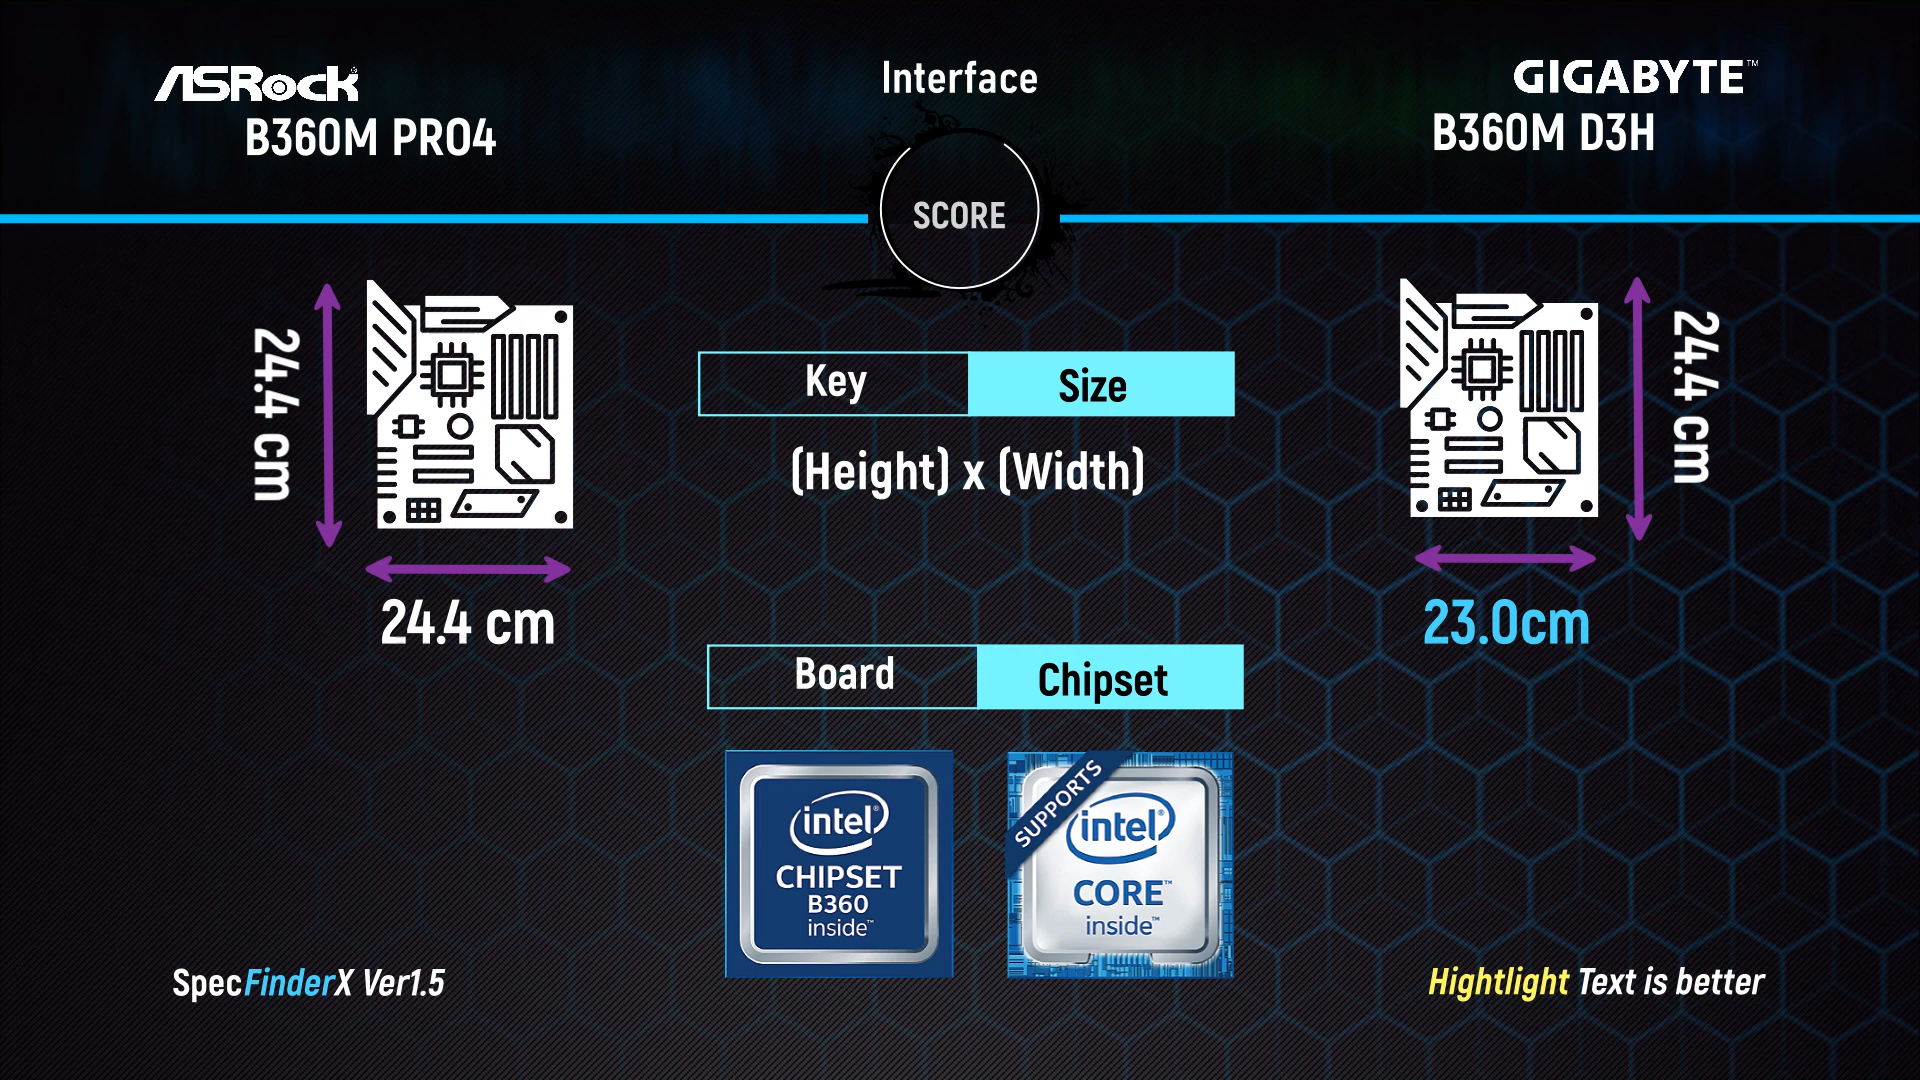 ASRock
B360M PRO4
Interface
GIGABYTE™
B360M D3H
SCORE
24.4 cm
24.4 cm
Key
Size
(Height) x (Width)
24.4 cm
23.0cm
Board
Chipset
intel®
CHIPSET
B360
inside™
SUPPORTS
intel®
CORE™
inside™
SpecFinderX Ver1.5
Hightlight Text is better